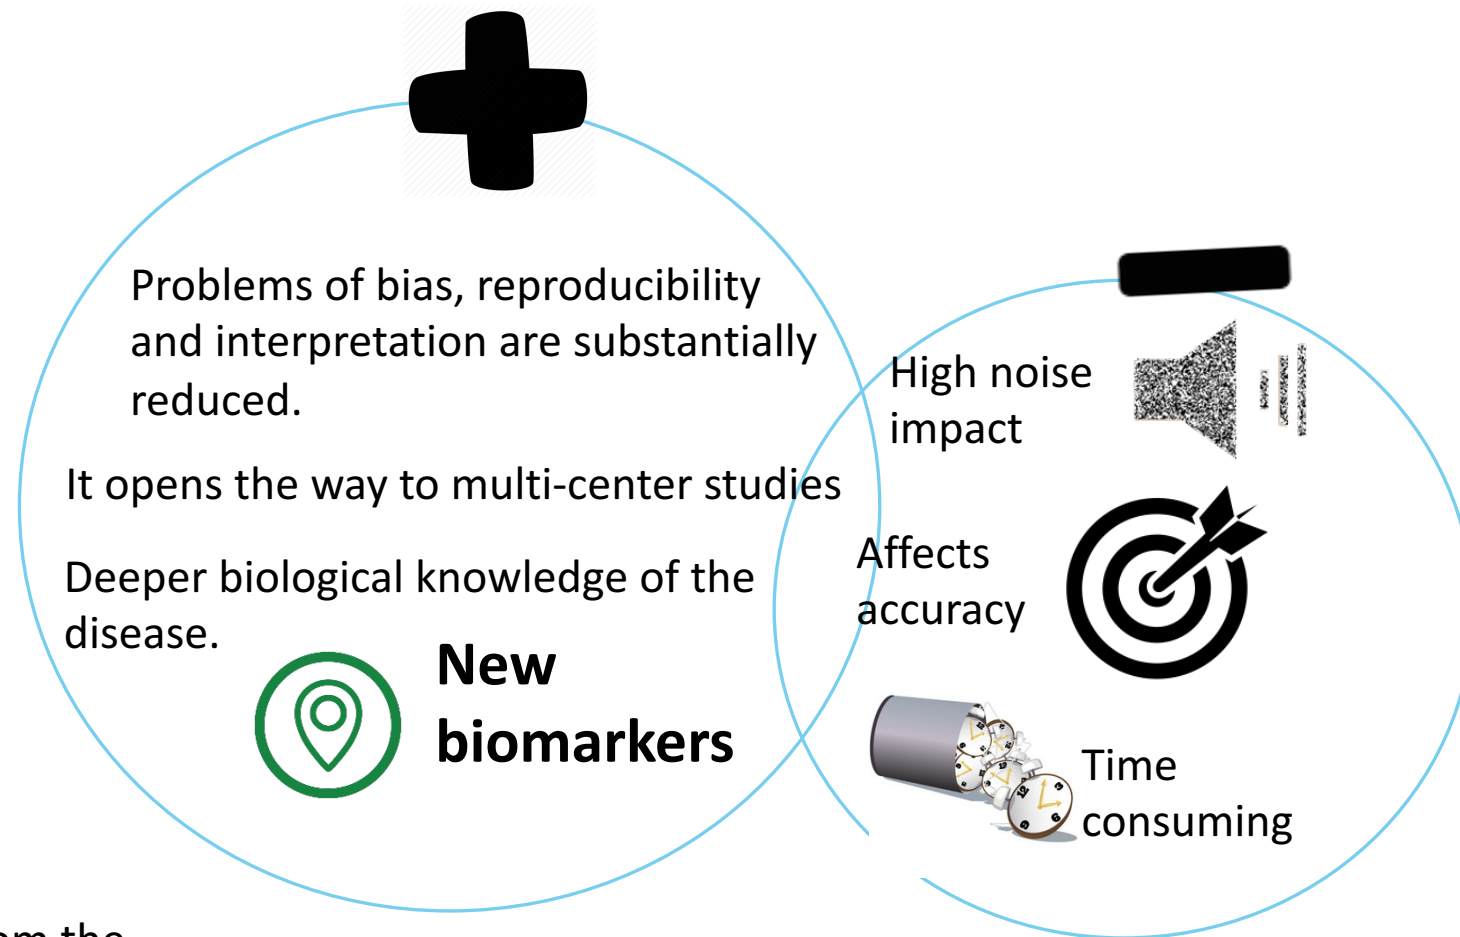 Problems of bias, reproducibility
and interpretation are substantially
reduced.
It opens the way to multi-center studies
Deeper biological knowledge of the
disease.
New
biomarkers
High noise
impact
Affects
accuracy
Time
consuming
the